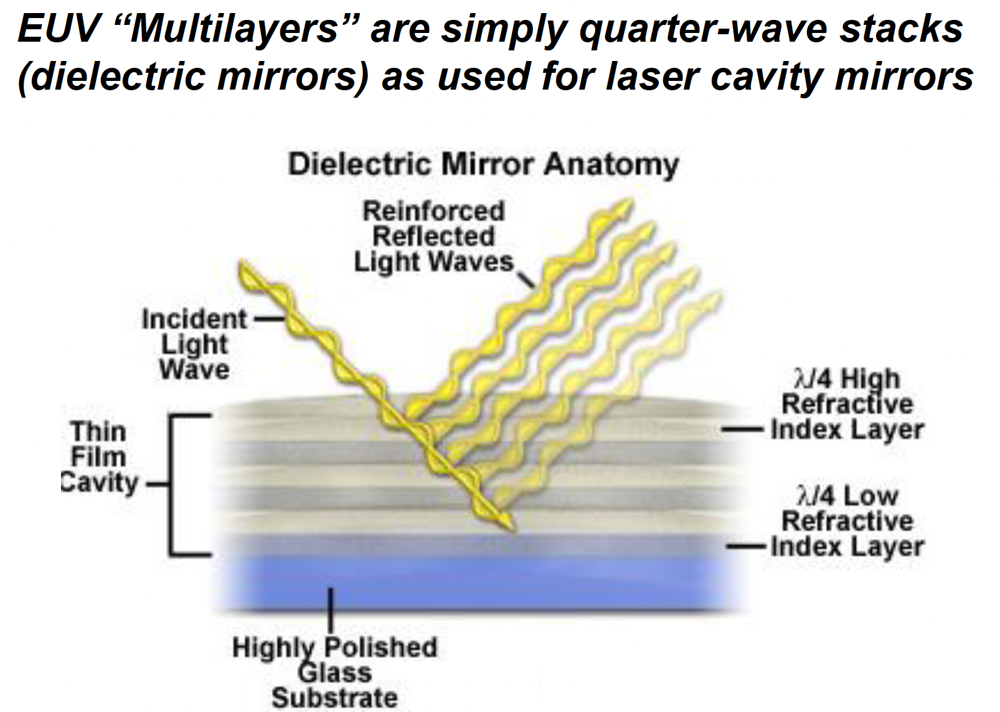 EUV “Multilayers” are simply quarter-wave stacks
(dielectric mirrors) as used for laser cavity mirrors
Dielectric Mirror Anatomy
Reinforced
Reflected
Light Waves
Incident
Light
Wave
λ/4 High
Refractive
Index Layer
Thin
Film
Cavity
λ/4 Low
Refractive
Index Layer
Highly Polished
Glass
Substrate